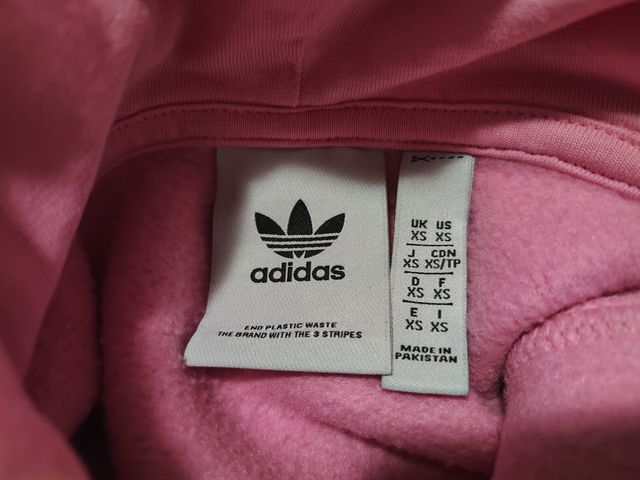 adidas
END PLASTIC WASTE
THE BRAND WITH THE 3 STRIPES
UK US
XS XS
J CDN
XS XS/TP
D F
XS XS
E I
XS XS
MADE IN
PAKISTAN